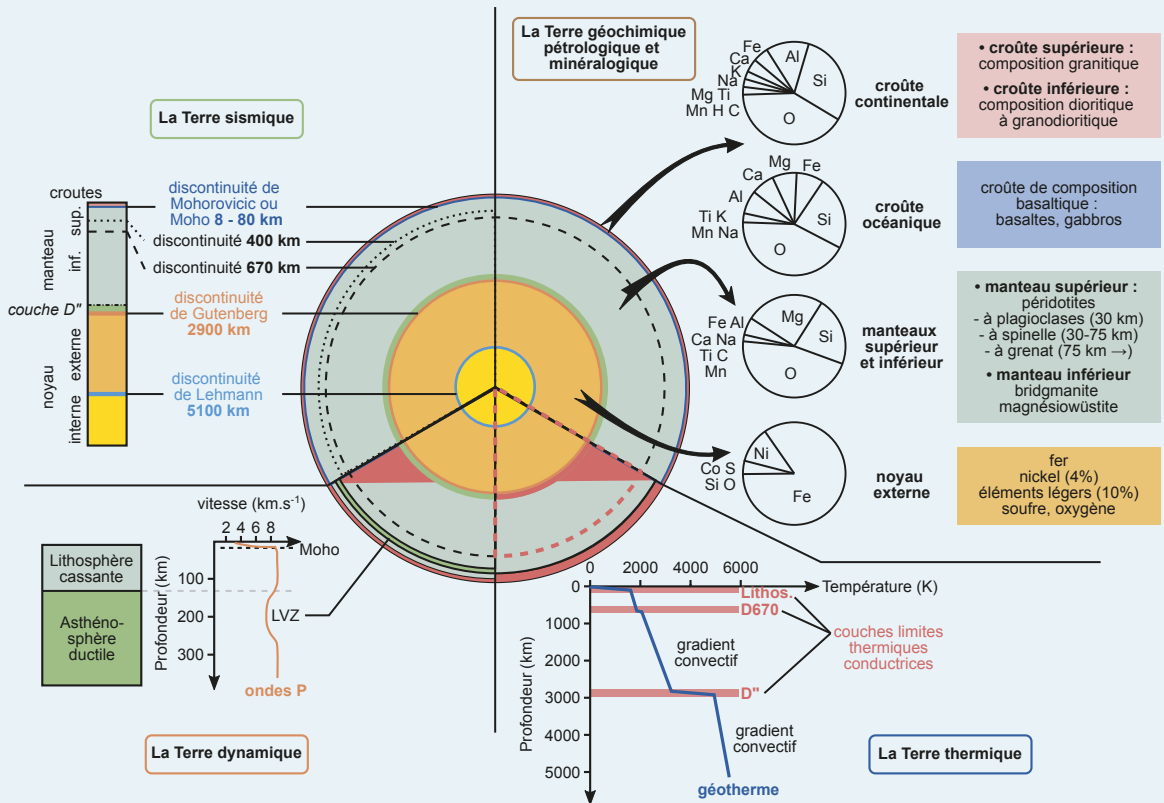 La Terre géochimique
pétrologique et
minéralogique
La Terre sismique
croutes
sup.
manteau
inf.
couche D"
externe
noyau
interne
discontinuité de
Mohorovicic ou
Moho 8 - 80 km
discontinuité 400 km
discontinuité 670 km
discontinuité
de Gutenberg
2900 km
discontinuité
de Lehmann
5100 km
Fe
Al
Ca
K
Na
Si
Mg Ti
Mn H C
O
croûte
continentale
• croûte supérieure :
composition granitique
• croûte inférieure :
composition dioritique
à granodioritique
Mg
Fe
Ca
Al
Si
Ti K
Mn Na
O
croûte
océanique
croûte de composition
basaltique :
basaltes, gabbros
Mg
Fe Al
Si
Ca Na
Ti C
Mn
O
manteaux
supérieur
et inférieur
• manteau supérieur :
péridotites
- à plagioclases (30 km)
- à spinelle (30-75 km)
- à grenat (75 km →)
• manteau inférieur
bridgmanite
magnésiowüstite
Ni
Co S
Si O
Fe
noyau
externe
fer
nickel (4%)
éléments légers (10%)
soufre, oxygène
vitesse (km.s-1)
2 4 6 8
Moho
Lithosphère
cassante
Asthéno-
sphère
ductile
Profondeur (km)
100
200
300
LVZ
ondes P
La Terre dynamique
0 2000 4000 6000
Température (K)
Profondeur (km)
0
1000
2000
3000
4000
5000
Lithos.
D670
gradient
convectif
couches limites
thermiques
conductrices
D"
gradient
convectif
géotherme
La Terre thermique